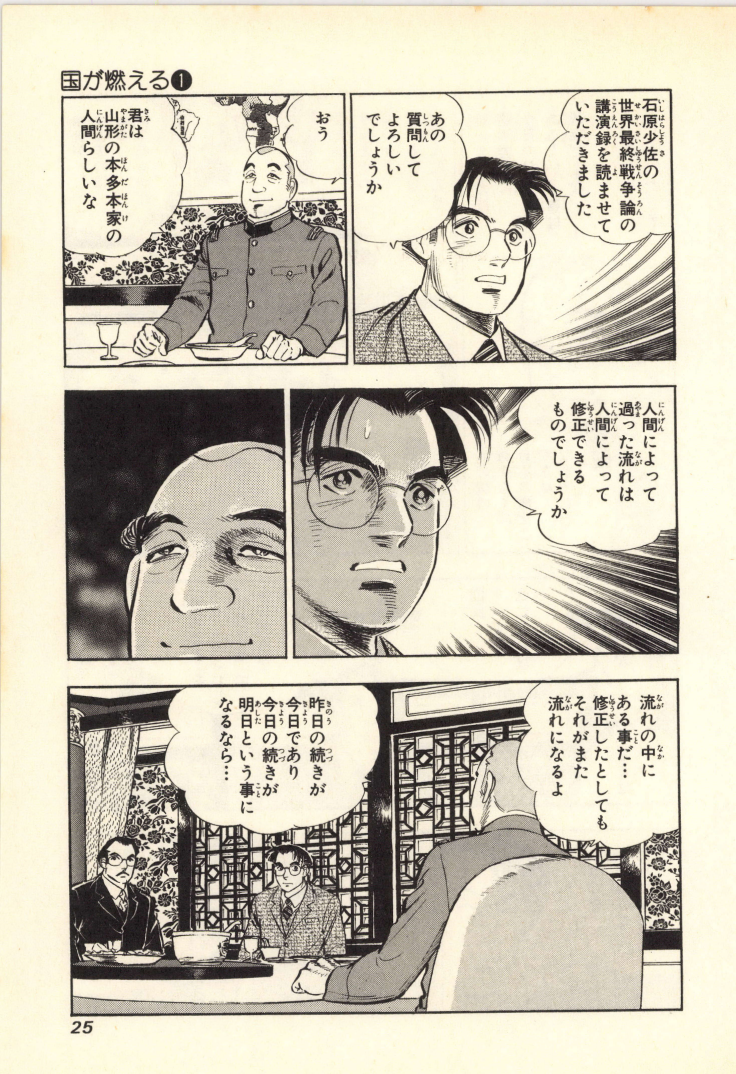 国が燃える❶
石原少佐の
世界最終戦争論の
講演録を読ませて
いただきました
あの
質問して
よろしい
でしょうか
おう
君は
山形の本多本家の
人間らしいな
人間によって
過った流れは
人間によって
修正できる
ものでしょうか
流れの中に
ある事だ…
修正したとしても
それがまた
流れになるよ
昨日の続きが
今日であり
今日の続きが
明日という事に
なるなら…
25